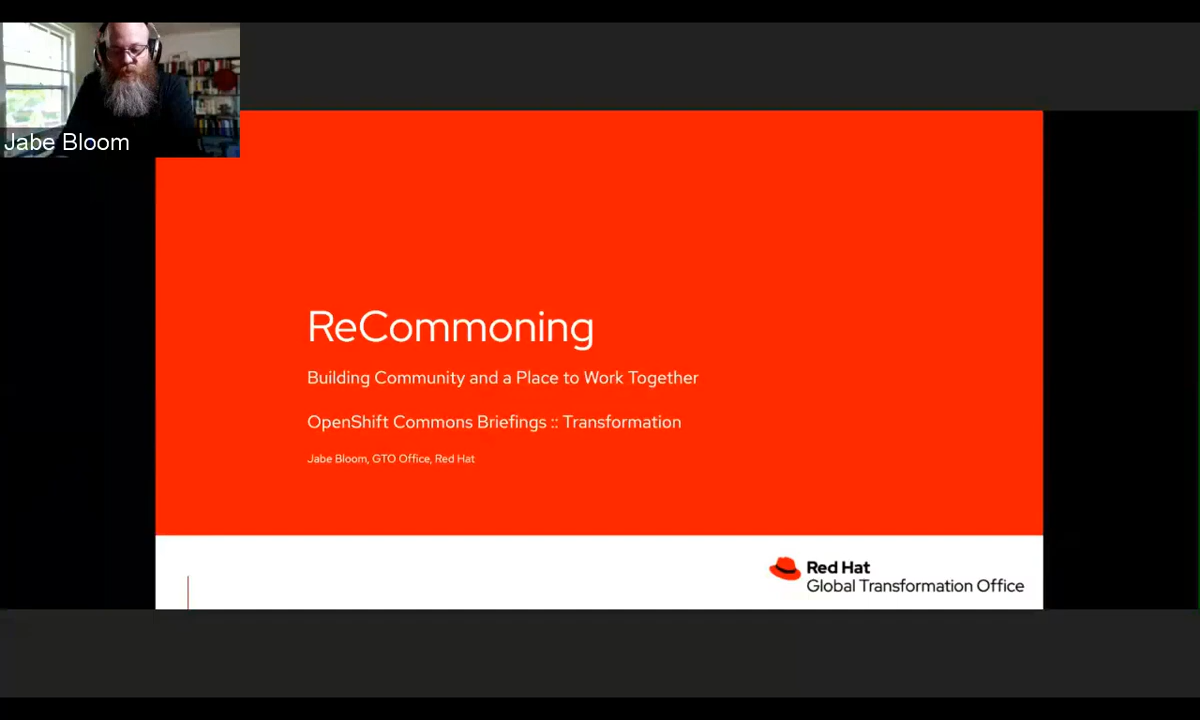 Jabe Bloom
ReCommoning
Building Community and a Place to Work Together
OpenShift Commons Briefings :: Transformation
Jabe Bloom, GTO Office, Red Hat
Red Hat
Global Transformation Office